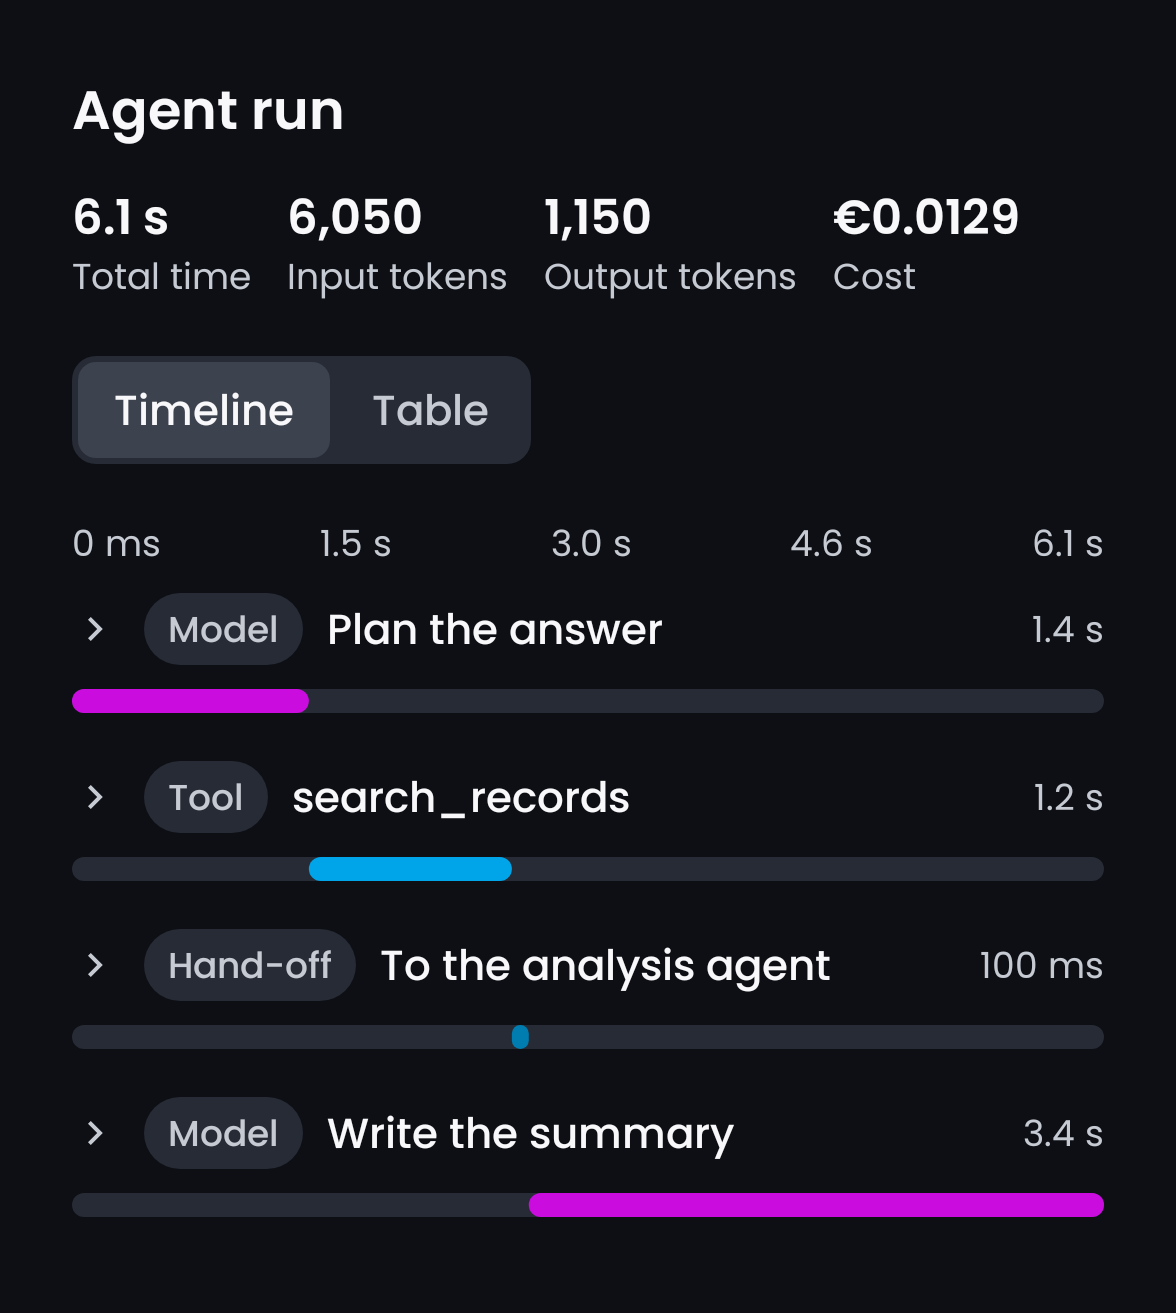 Agent run
6.1 s 6,050 1,150 €0.0129
Total time Input tokens Output tokens Cost
Timeline Table
0 ms 1.5 s 3.0 s 4.6 s 6.1 s
Model Plan the answer 1.4 s
Tool search_records 1.2 s
Hand-off To the analysis agent 100 ms
Model Write the summary 3.4 s